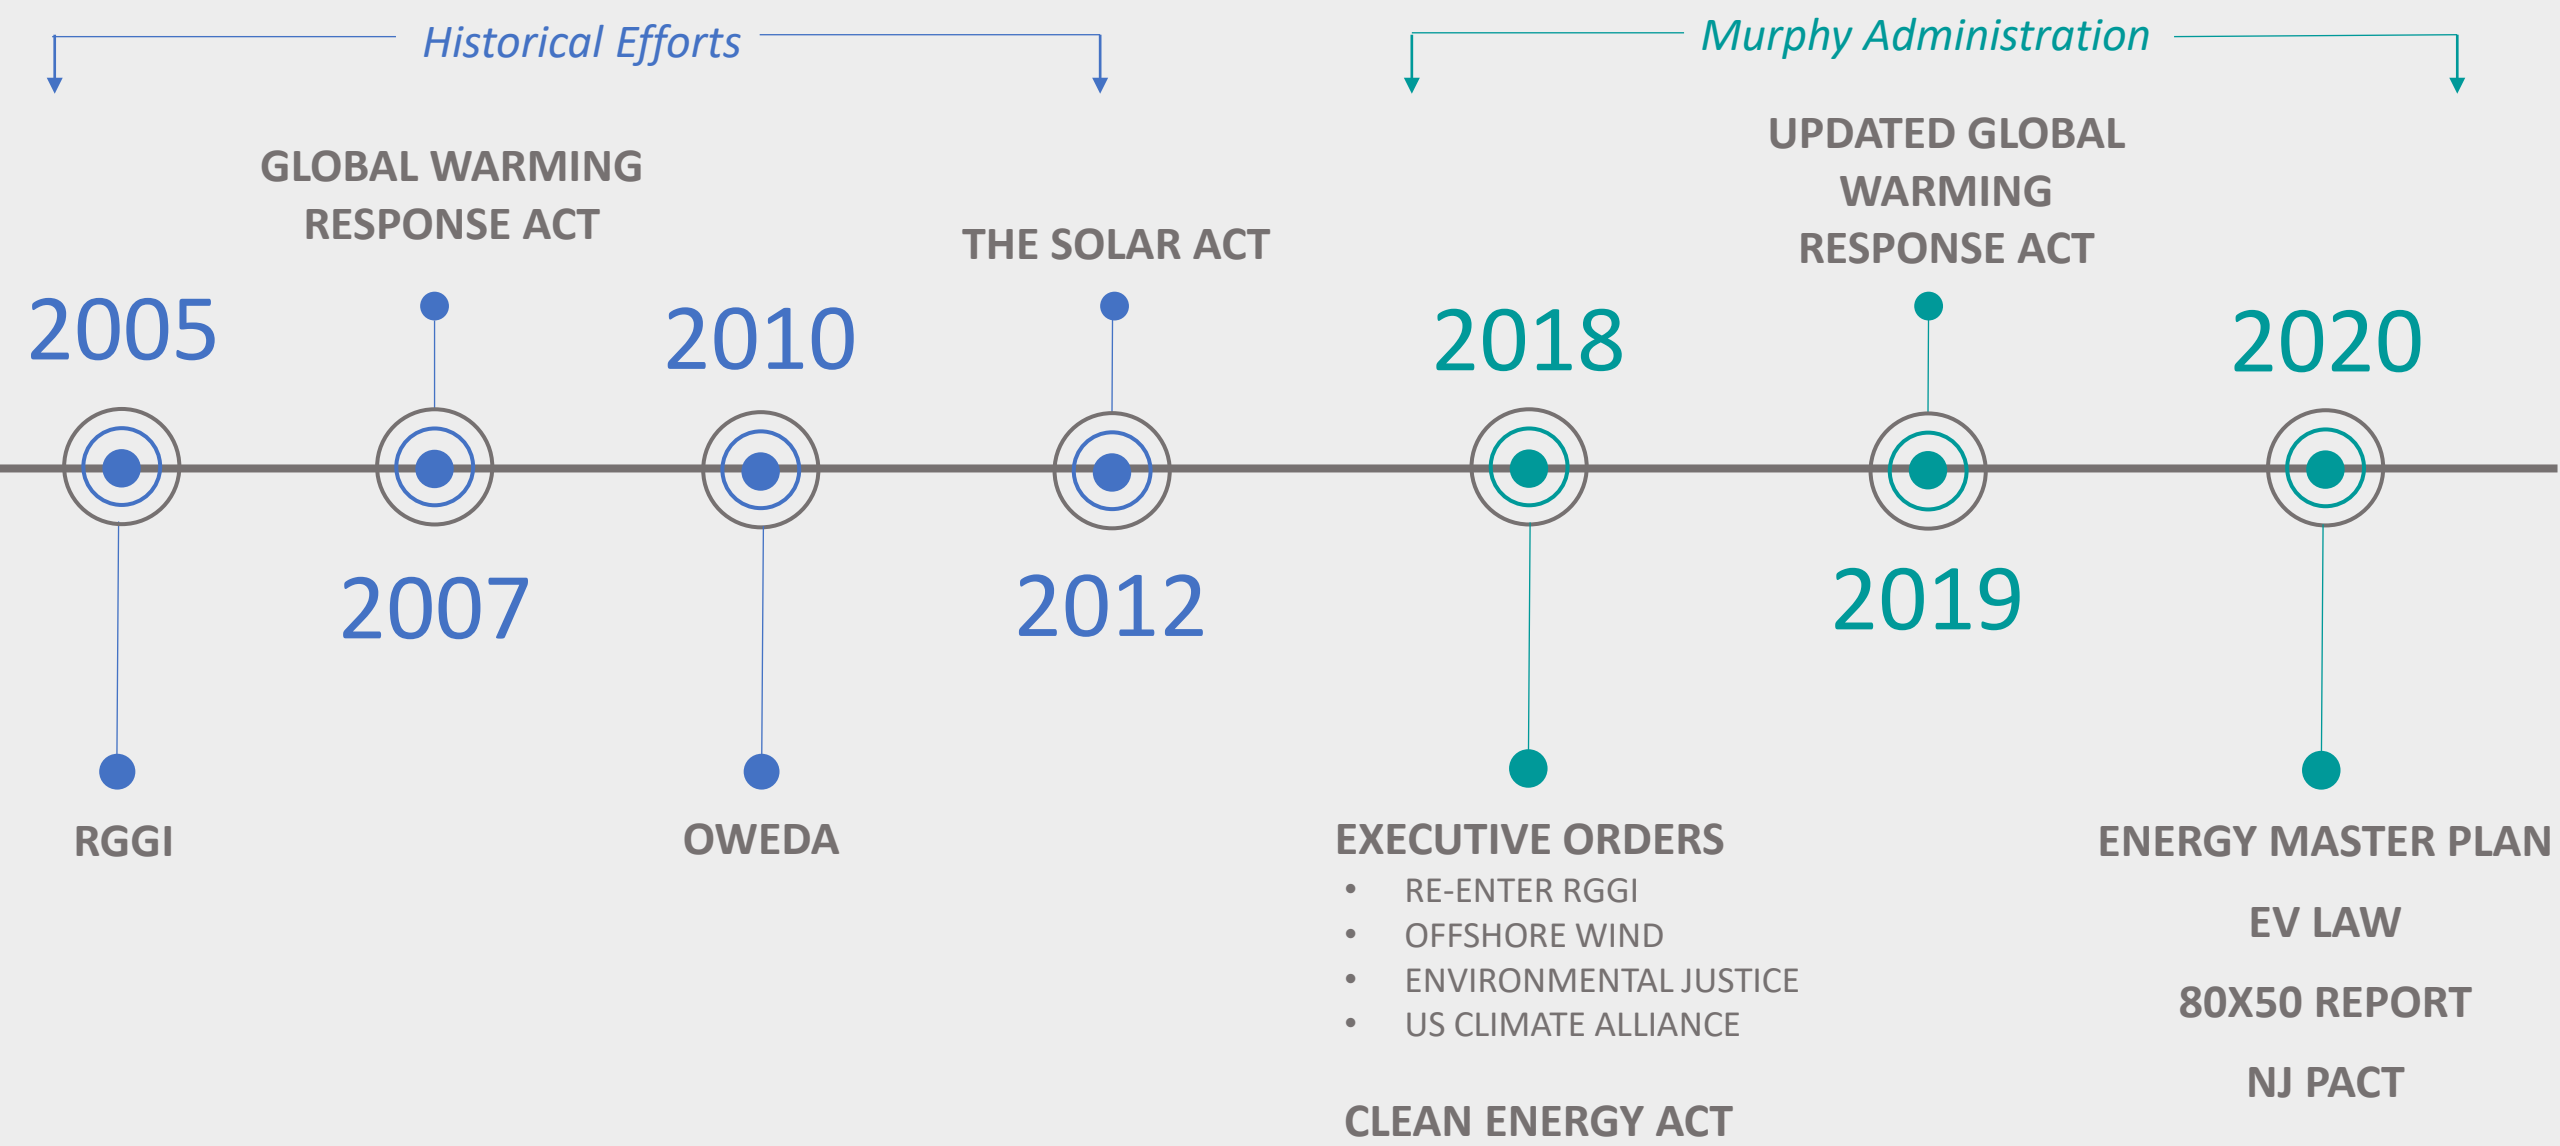 Historical Efforts
Murphy Administration
GLOBAL WARMING
RESPONSE ACT
THE SOLAR ACT
UPDATED GLOBAL
WARMING
RESPONSE ACT
2005
2010
2018
2020
2007
2012
2019
RGGI
OWEDA
EXECUTIVE ORDERS
• RE-ENTER RGGI
• OFFSHORE WIND
• ENVIRONMENTAL JUSTICE
• US CLIMATE ALLIANCE
CLEAN ENERGY ACT
ENERGY MASTER PLAN
EV LAW
80X50 REPORT
NJ PACT